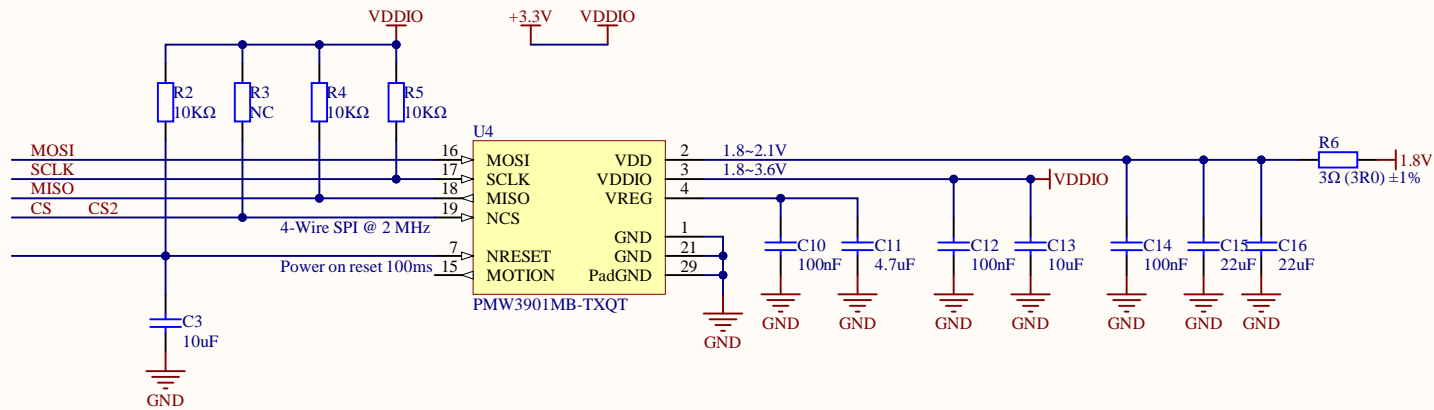 VDDIO
+3.3V
VDDIO
R2
10KΩ
R3
NC
R4
10KΩ
R5
10KΩ
U4
MOSI
16
MOSI
VDD
2
1.8~2.1V
R6
1.8V
SCLK
17
SCLK
VDDIO
3
1.8~3.6V
VDDIO
3Ω (3R0) ±1%
MISO
18
MISO
VREG
4
CS
CS2
19
NCS
4-Wire SPI @ 2 MHz
GND
1
7
NRESET
GND
21
Power on reset 100ms
15
MOTION
PadGND
29
PMW3901MB-TXQT
C10
100nF
C11
4.7uF
C12
100nF
C13
10uF
C14
100nF
C15
22uF
C16
22uF
C3
10uF
GND
GND
GND
GND
GND
GND
GND
GND
GND